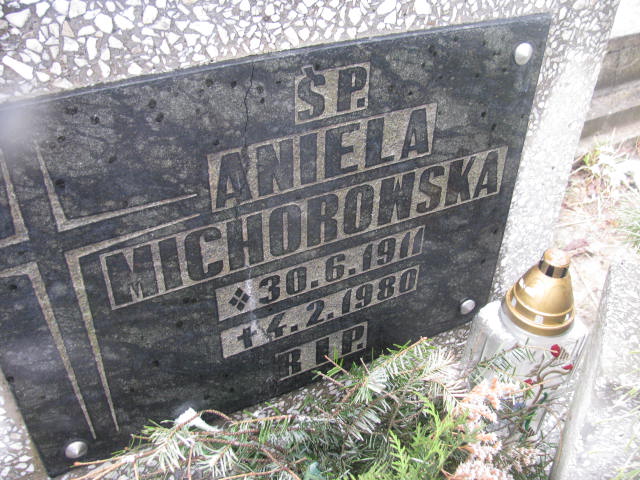 ŚP.
ANIELA
MICHOROWSKA
30.6.1911
4.2.1980
R I P.